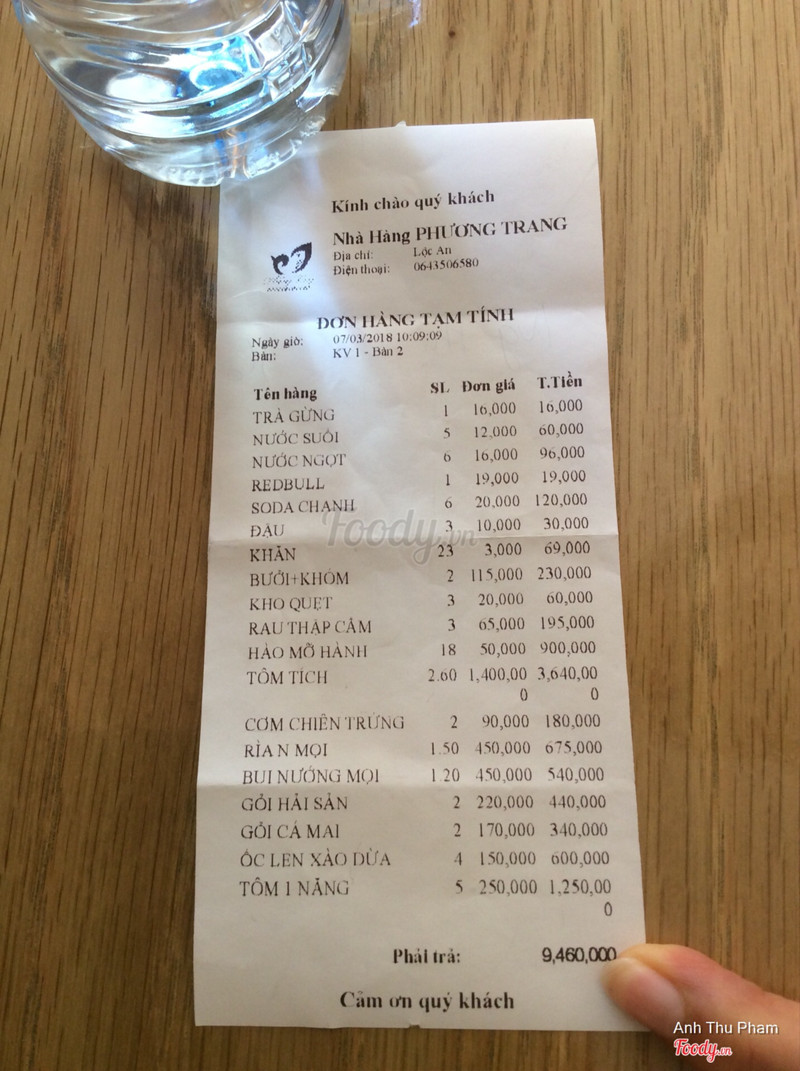 Kính chào quý khách
Nhà Hàng PHƯƠNG TRANG
Địa chỉ: Lộc An
Điện thoại: 0643506580
ĐƠN HÀNG TẠM TÍNH
Ngày giờ: 07/03/2018 10:09:09
Bàn: KV 1 - Bàn 2
Tên hàng SL Đơn giá T.Tiền
TRÀ GỪNG 1 16,000 16,000
NƯỚC SUỐI 5 12,000 60,000
NƯỚC NGỌT 6 16,000 96,000
REDBULL 1 19,000 19,000
SODA CHANH 6 20,000 120,000
ĐẬU 3 10,000 30,000
KHĂN 23 3,000 69,000
BƯỞI+KHÓM 2 115,000 230,000
KHO QUẸT 3 20,000 60,000
RAU THẬP CẨM 3 65,000 195,000
HÀO MỠ HÀNH 18 50,000 900,000
TÔM TÍCH 2.60 1,400,00 3,640,00
0 0
CƠM CHIÊN TRỨNG 2 90,000 180,000
RÌA N MỌI 1.50 450,000 675,000
BUI NƯỚNG MỌI 1.20 450,000 540,000
GỎI HẢI SẢN 2 220,000 440,000
GỎI CÁ MAI 2 170,000 340,000
ỐC LEN XÀO DỪA 4 150,000 600,000
TÔM 1 NẮNG 5 250,000 1,250,00
0
Phải trả: 9,460,000
Cảm ơn quý khách
Foody.vn
Anh Thu Pham
Foody.vn